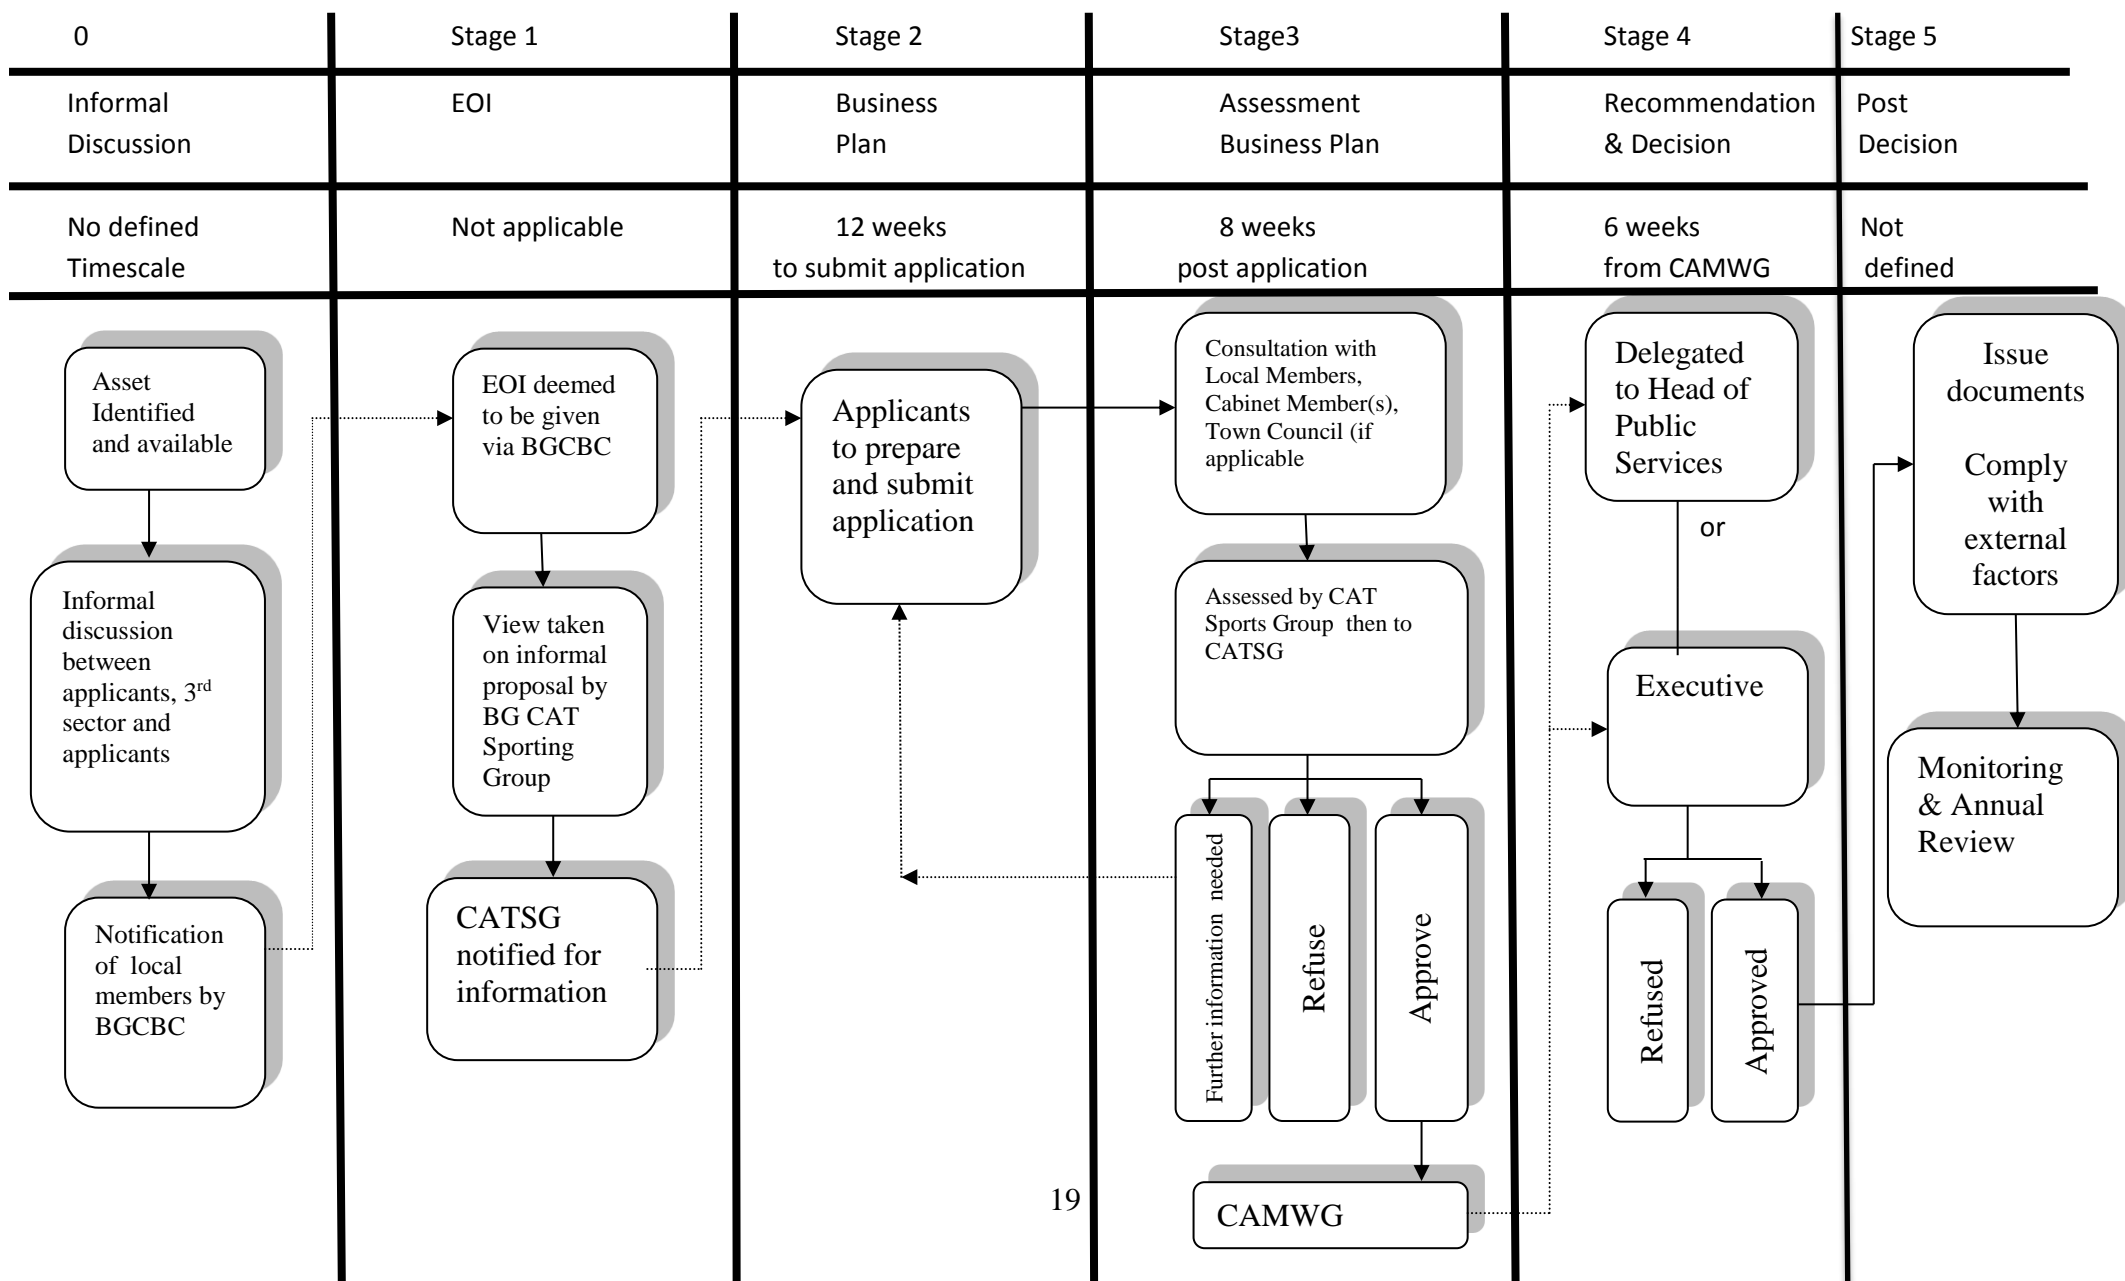 0
Stage 1
Stage 2
Stage3
Stage 4
Stage 5
Informal
Discussion
EOI
Business
Plan
Assessment
Business Plan
Recommendation
& Decision
Post
Decision
No defined
Timescale
Not applicable
12 weeks
to submit application
8 weeks
post application
6 weeks
from CAMWG
Not
defined
Asset
Identified
and available
Informal
discussion
between
applicants, 3rd
sector and
applicants
Notification
of local
members by
BGCBC
EOI deemed
to be given
via BGCBC
View taken
on informal
proposal by
BG CAT
Sporting
Group
CATSG
notified for
information
Applicants
to prepare
and submit
application
Consultation with
Local Members,
Cabinet Member(s),
Town Council (if
applicable
Assessed by CAT
Sports Group then to
CATSG
Further information needed
Refuse
Approve
CAMWG
Delegated
to Head of
Public
Services
or
Executive
Refused
Approved
Issue
documents
Comply
with
external
factors
Monitoring
& Annual
Review
19